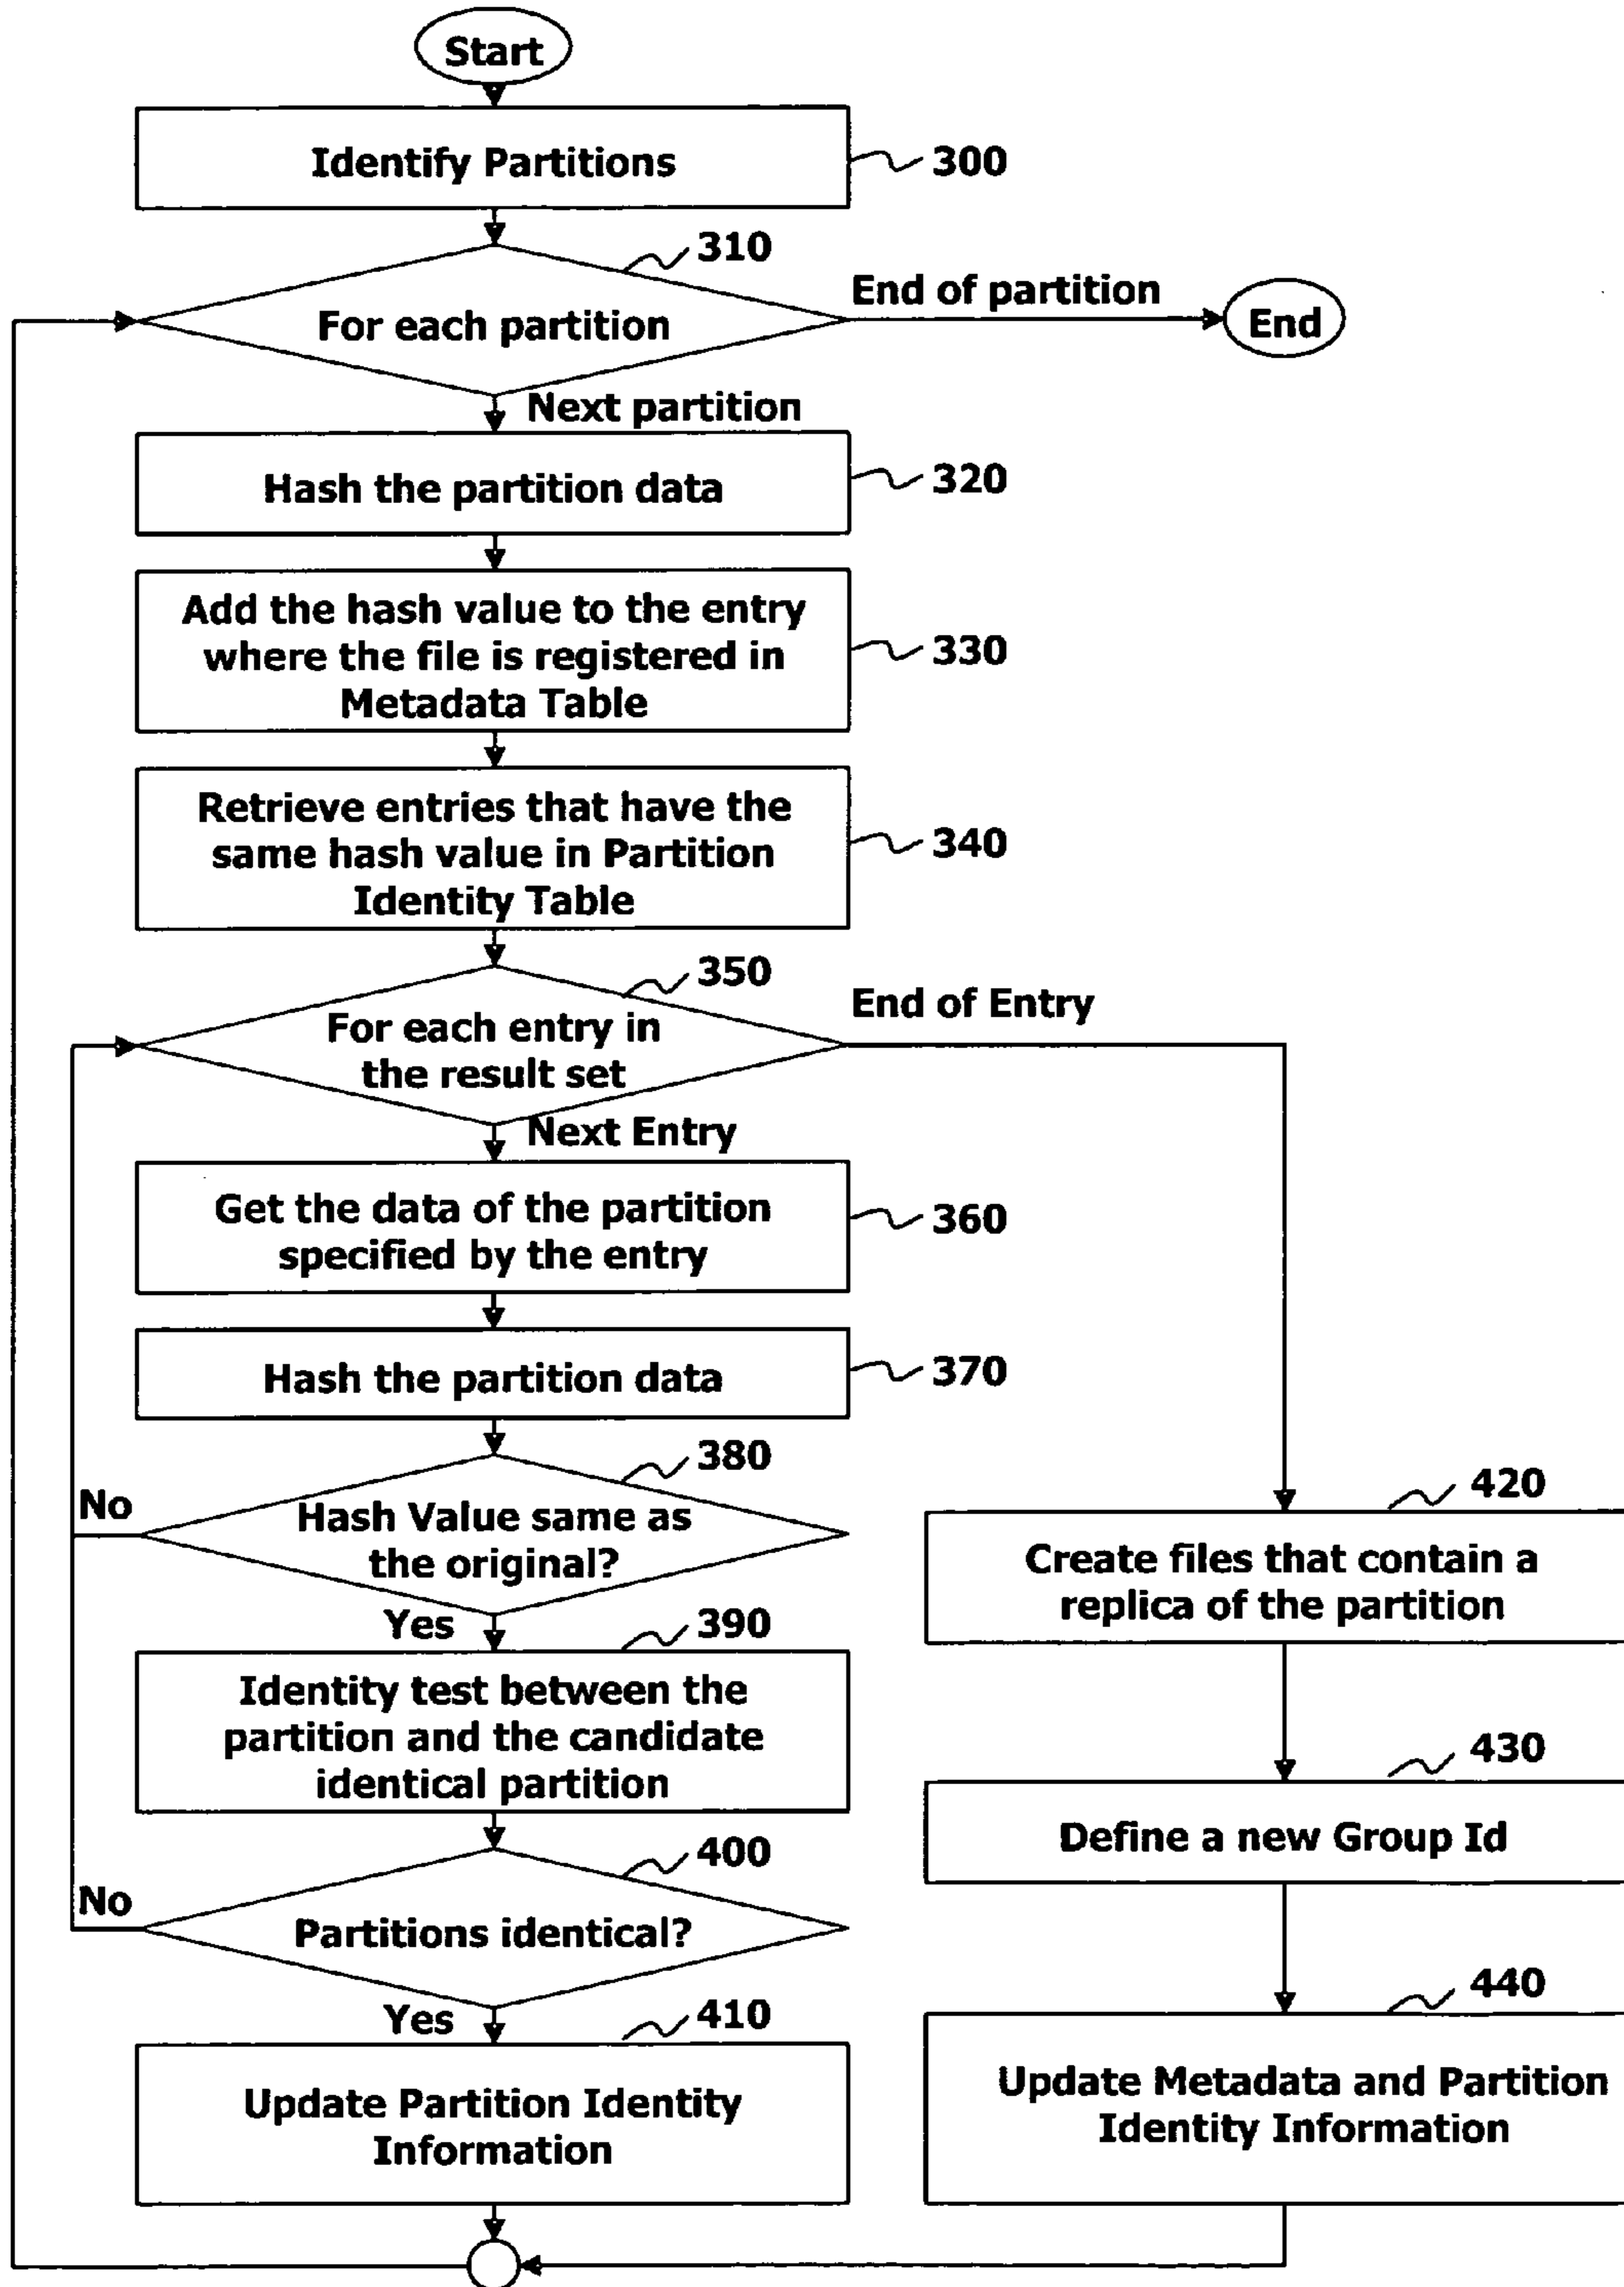 Start
Identify Partitions
300
310
For each partition
End of partition
End
Next partition
Hash the partition data
320
Add the hash value to the entry
where the file is registered in
Metadata Table
330
Retrieve entries that have the
same hash value in Partition
Identity Table
340
350
For each entry in
the result set
End of Entry
Next Entry
Get the data of the partition
specified by the entry
360
Hash the partition data
370
380
No
Hash Value same as
the original?
Yes
390
Identity test between the
partition and the candidate
identical partition
400
No
Partitions identical?
Yes
410
Update Partition Identity
Information
420
Create files that contain a
replica of the partition
430
Define a new Group Id
440
Update Metadata and Partition
Identity Information